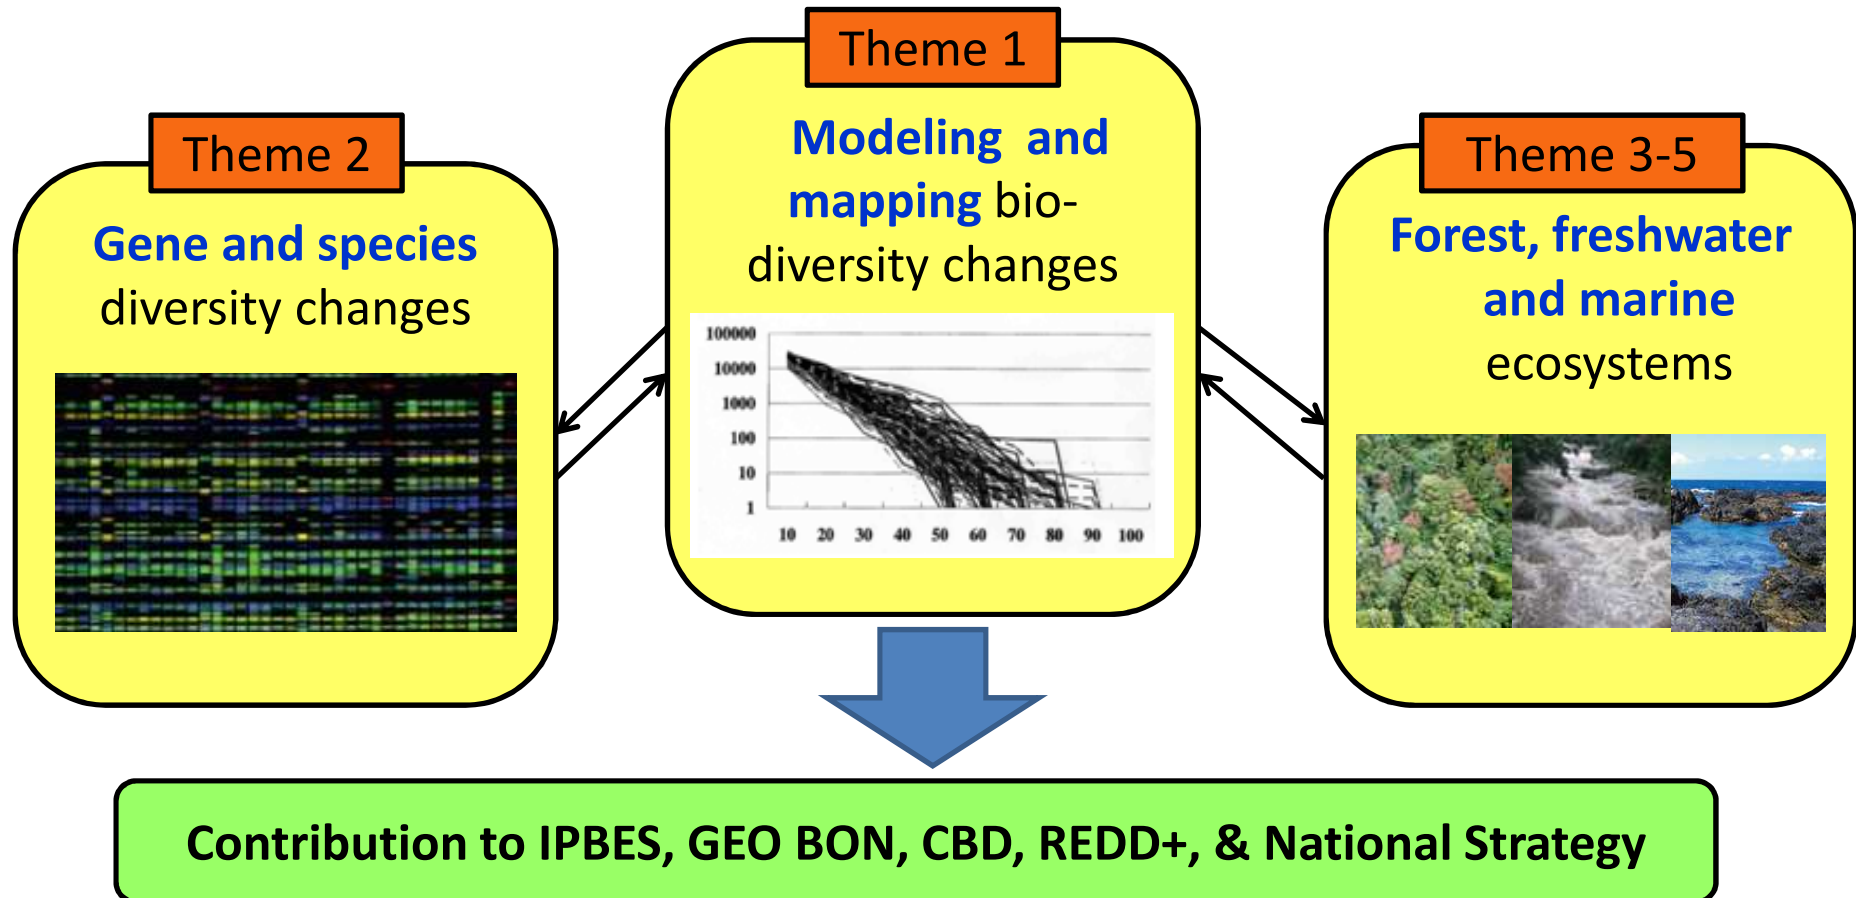 Theme 1
Modeling and
mapping bio-
diversity changes
100000
10000
1000
100
10
1
10 20 30 40 50 60 70 80 90 100
Theme 2
Gene and species
diversity changes
Theme 3-5
Forest, freshwater
and marine
ecosystems
Contribution to IPBES, GEO BON, CBD, REDD+, & National Strategy